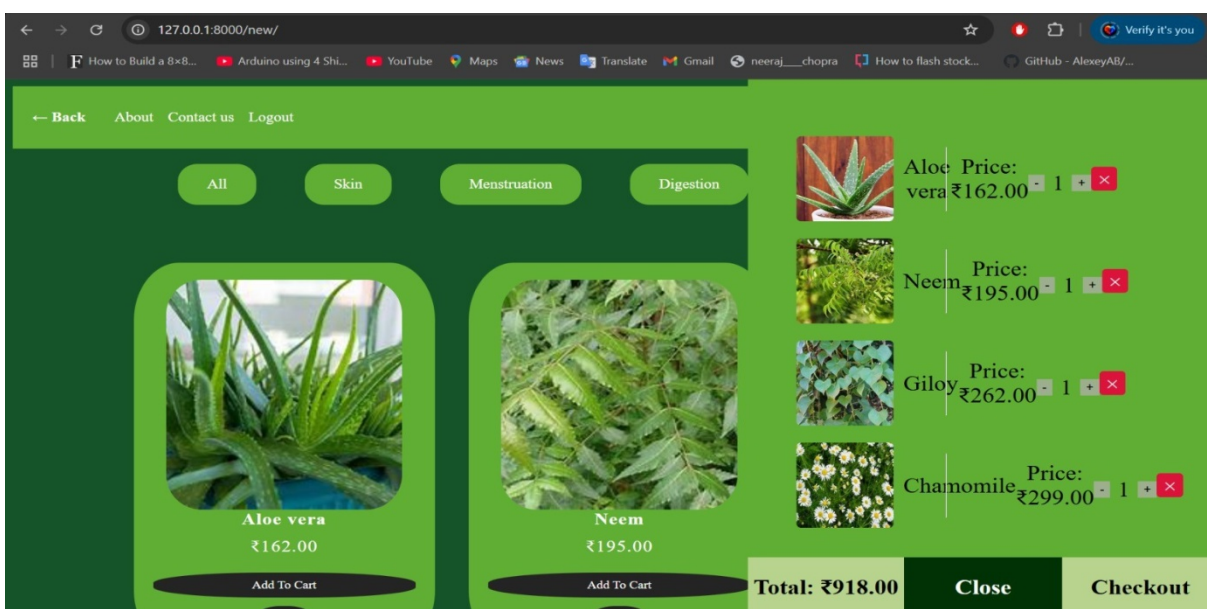 127.0.0.1:8000/new/
Verify it's you
How to Build a 8×8...
Arduino using 4 Shi...
YouTube
Maps
News
Translate
Gmail
neeraj___chopra
How to flash stock...
GitHub - AlexeyAB/...
← Back
About
Contact us
Logout
All
Skin
Menstruation
Digestion
Aloe vera
₹162.00
Add To Cart
Neem
₹195.00
Add To Cart
Aloe vera
Price: ₹162.00
- 1 + ×
Neem
Price: ₹195.00
- 1 + ×
Giloy
Price: ₹262.00
- 1 + ×
Chamomile
Price: ₹299.00
- 1 + ×
Total: ₹918.00
Close
Checkout